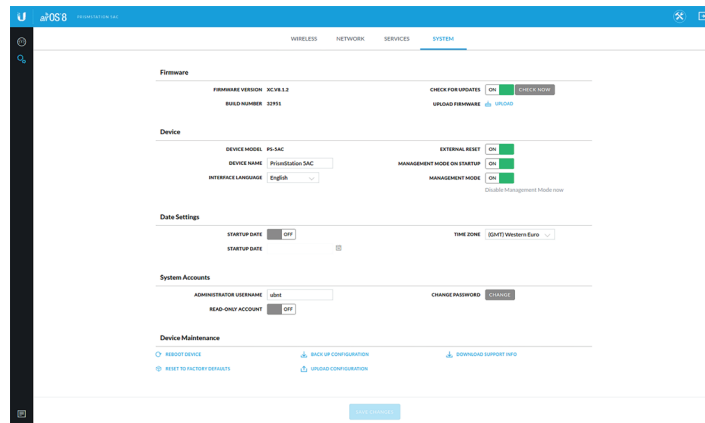 U airOS 8 PRISMSTATION 5AC
WIRELESS NETWORK SERVICES SYSTEM
Firmware
FIRMWARE VERSION XC.V8.1.2 CHECK FOR UPDATES ON CHECK NOW
BUILD NUMBER 32931 UPLOAD FIRMWARE UPLOAD
Device
DEVICE MODEL PS-5AC EXTERNAL RESET ON
DEVICE NAME PrismStation 5AC MANAGEMENT MODE ON STARTUP ON
INTERFACE LANGUAGE English MANAGEMENT MODE ON
Disable Management Mode now
Date Settings
STARTUP DATE OFF TIME ZONE (GMT) Western Euro
STARTUP DATE
System Accounts
ADMINISTRATOR USERNAME ubnt CHANGE PASSWORD CHANGE
READ-ONLY ACCOUNT OFF
Device Maintenance
REBOOT DEVICE BACK UP CONFIGURATION DOWNLOAD SUPPORT INFO
RESET TO FACTORY DEFAULTS UPLOAD CONFIGURATION
SAVE CHANGES